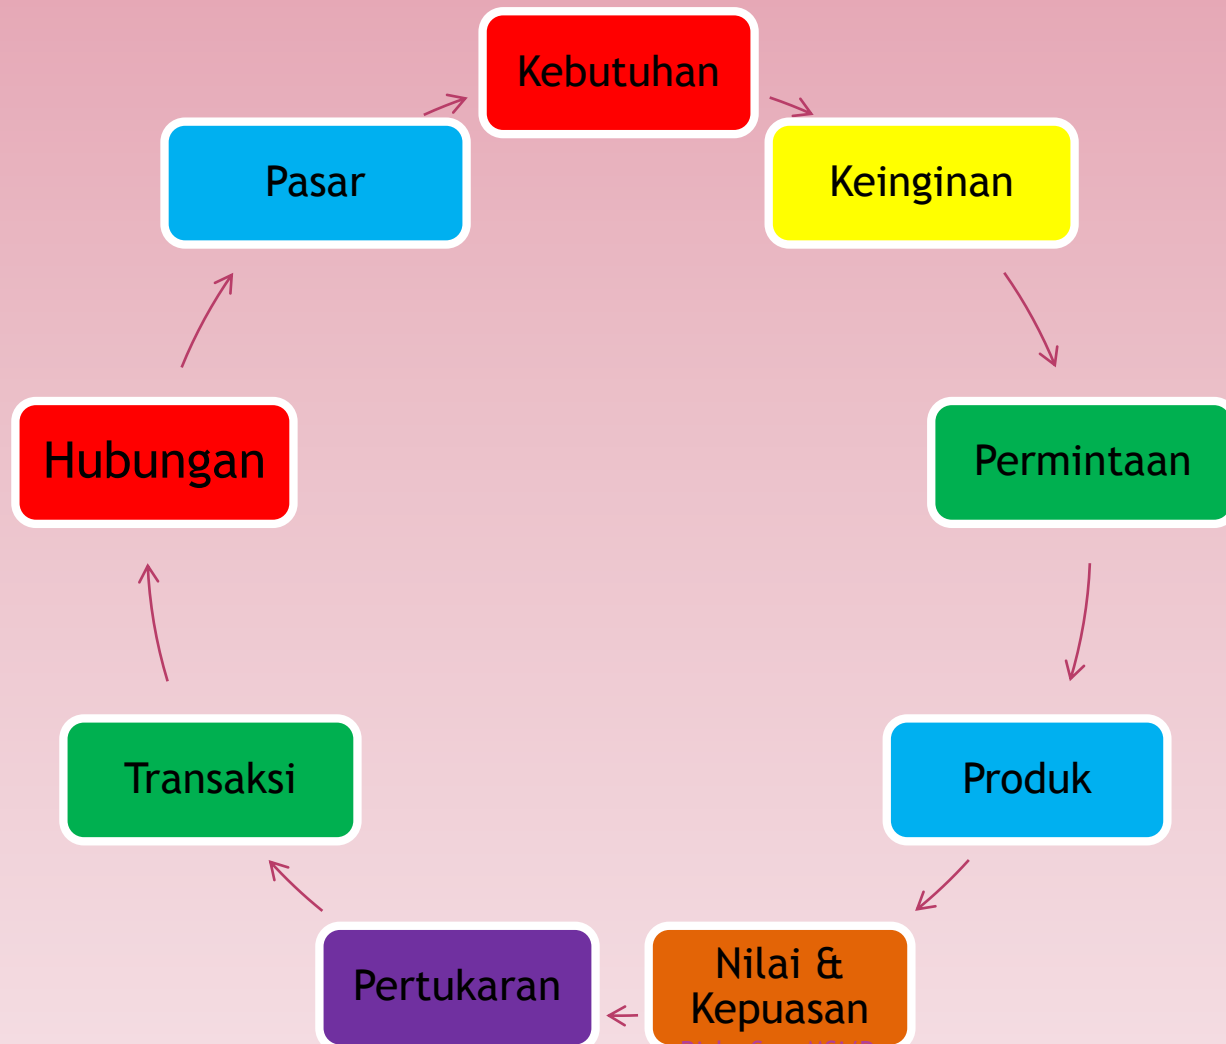 Kebutuhan
Keinginan
Permintaan
Produk
Nilai &
Kepuasan
Pertukaran
Transaksi
Hubungan
Pasar